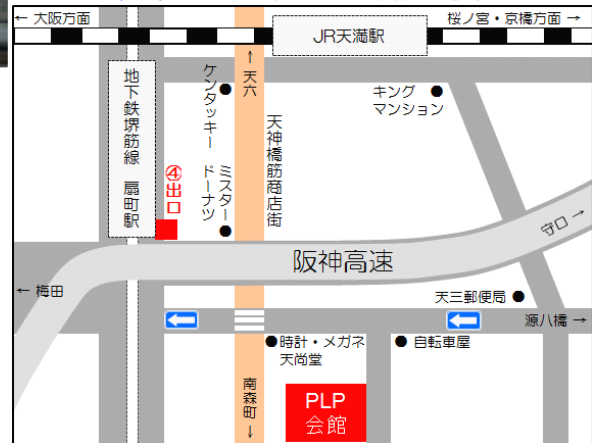 ← 大阪方面
桜ノ宮・京橋方面 →
JR天満駅
地下鉄堺筋線 扇町駅
④出口
ケンタッキー
↑
天六
キング
マンション
ミスター
ドーナツ
天神橋筋商店街
守口 →
阪神高速
← 梅田
天三郵便局
源八橋 →
時計・メガネ
天尚堂
自転車屋
南森町
↓
PLP
会館